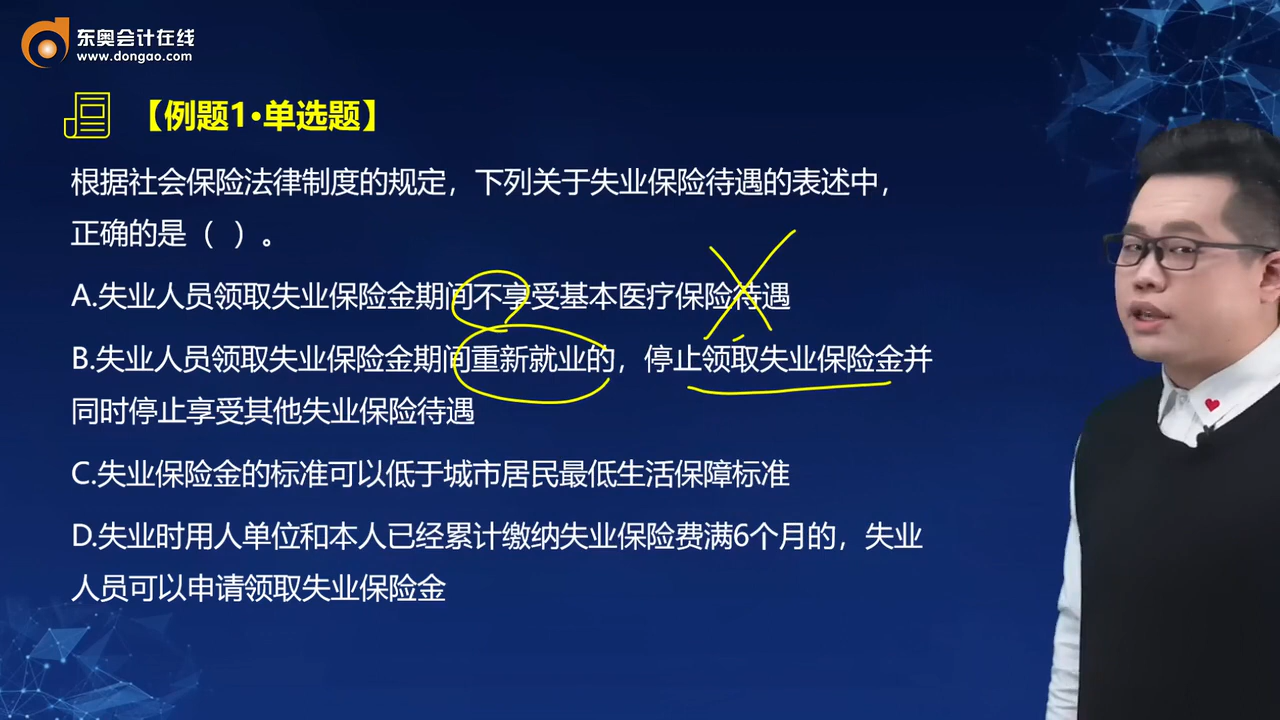 东奥会计在线
www.dongao.com
【例题1•单选题】
根据社会保险法律制度的规定，下列关于失业保险待遇的表述中，
正确的是（ ）。
A.失业人员领取失业保险金期间不享受基本医疗保险待遇
B.失业人员领取失业保险金期间重新就业的，停止领取失业保险金并
同时停止享受其他失业保险待遇
C.失业保险金的标准可以低于城市居民最低生活保障标准
D.失业时用人单位和本人已经累计缴纳失业保险费满6个月的，失业
人员可以申请领取失业保险金